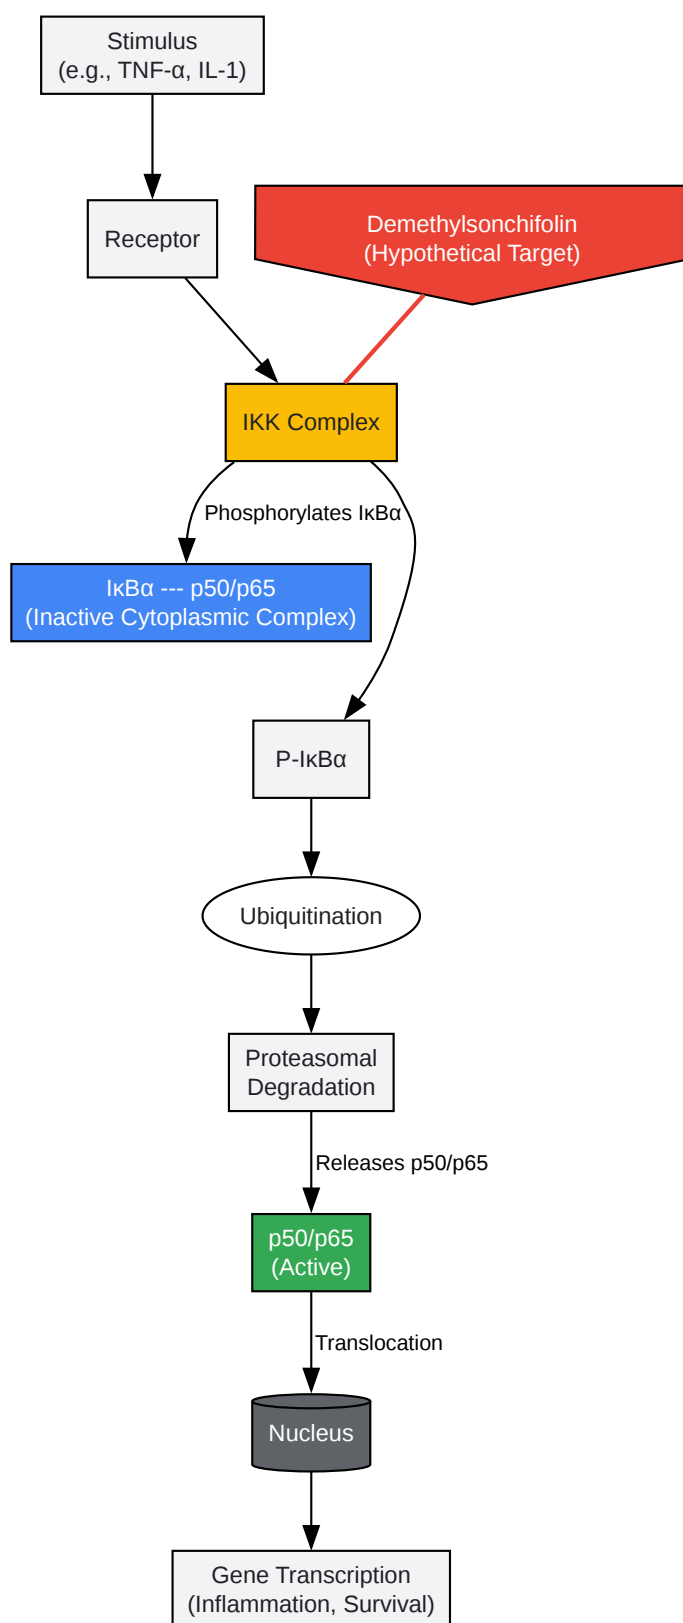 Stimulus
(e.g., TNF-α, IL-1)
Receptor
Demethylsonchifolin
(Hypothetical Target)
IKK Complex
Phosphorylates IκBα
IκBα --- p50/p65
(Inactive Cytoplasmic Complex)
P-IκBα
Ubiquitination
Proteasomal
Degradation
Releases p50/p65
p50/p65
(Active)
Translocation
Nucleus
Gene Transcription
(Inflammation, Survival)